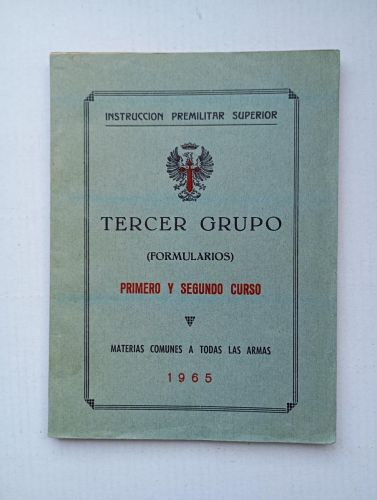 INSTRUCCION PREMILITAR SUPERIOR
TERCER GRUPO
(FORMULARIOS)
PRIMERO Y SEGUNDO CURSO
MATERIAS COMUNES A TODAS LAS ARMAS
1965